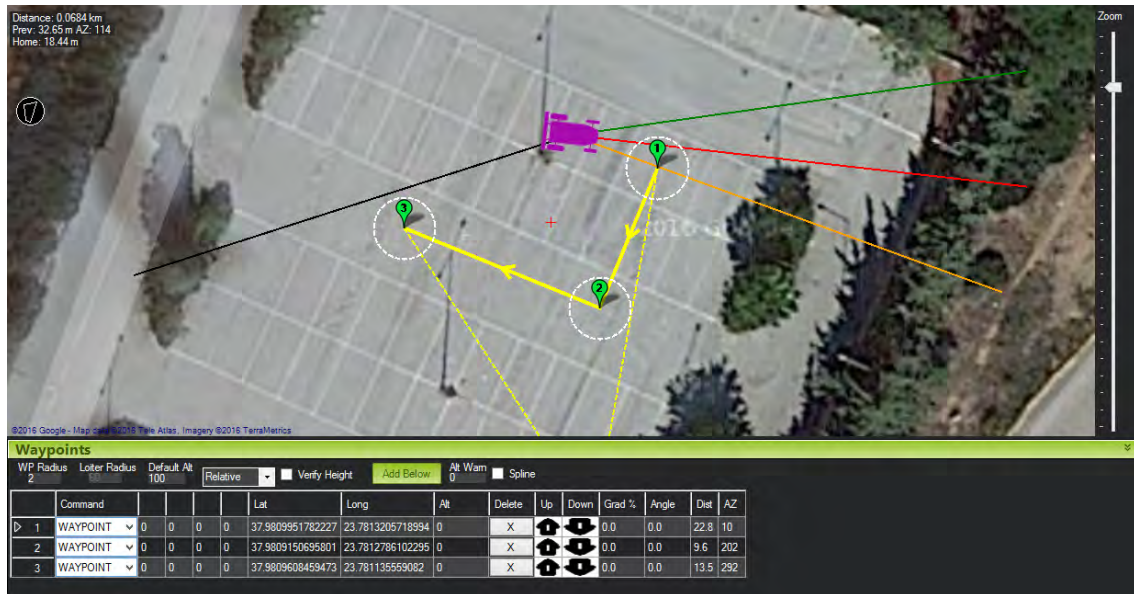 Distance: 0.0684 km
Prev: 32.65 m AZ: 114
Home: 18.44 m
Zoom
1
3
2
2016
©2016 Google - Map data ©2016 Tele Atlas, Imagery ©2016 TerraMetrics
Waypoints
WP Radius Loiter Radius Default Alt Alt Warn
2 60 100 Relative Verify Height Add Below 0 Spline
Command Lat Long Alt Delete Up Down Grad % Angle Dist AZ
1 WAYPOINT 0 0 0 0 37.9809951782227 23.7813205718994 0 X 0.0 0.0 22.8 10
2 WAYPOINT 0 0 0 0 37.9809150695801 23.7812786102295 0 X 0.0 0.0 9.6 202
3 WAYPOINT 0 0 0 0 37.9809608459473 23.781135559082 0 X 0.0 0.0 13.5 292